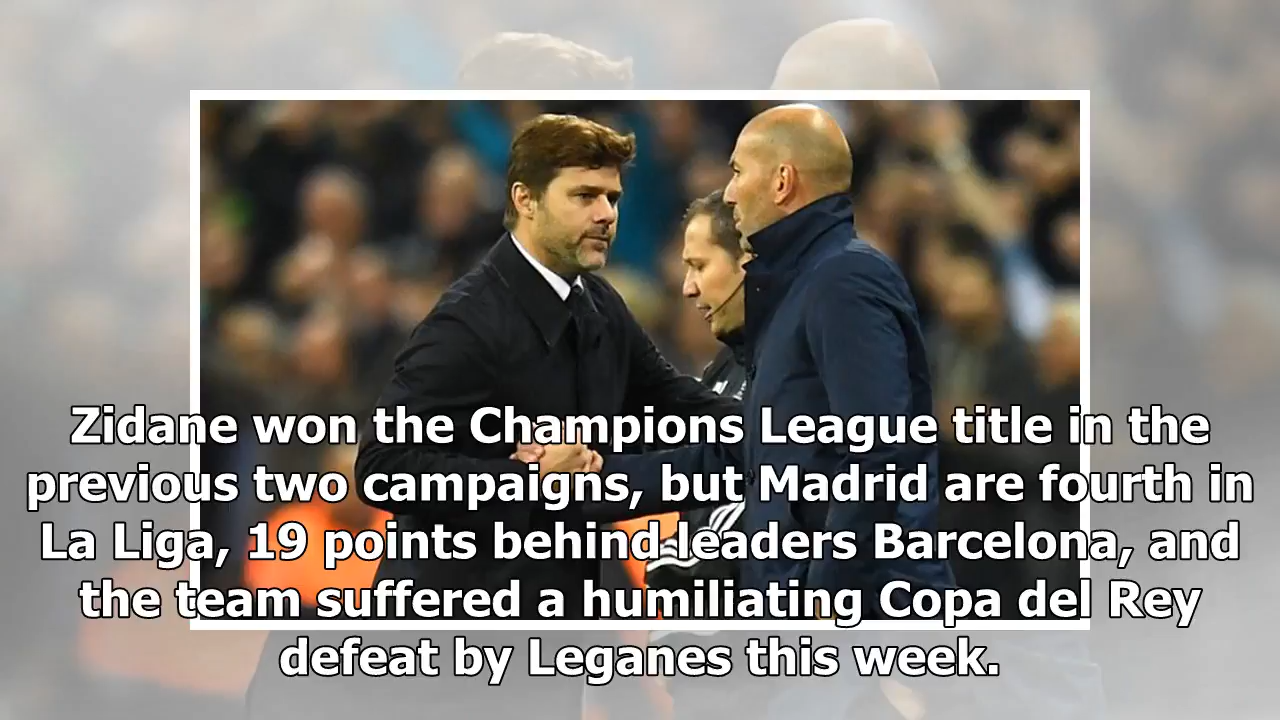 Zidane won the Champions League title in the
previous two campaigns, but Madrid are fourth in
La Liga, 19 points behind leaders Barcelona, and
the team suffered a humiliating Copa del Rey
defeat by Leganes this week.